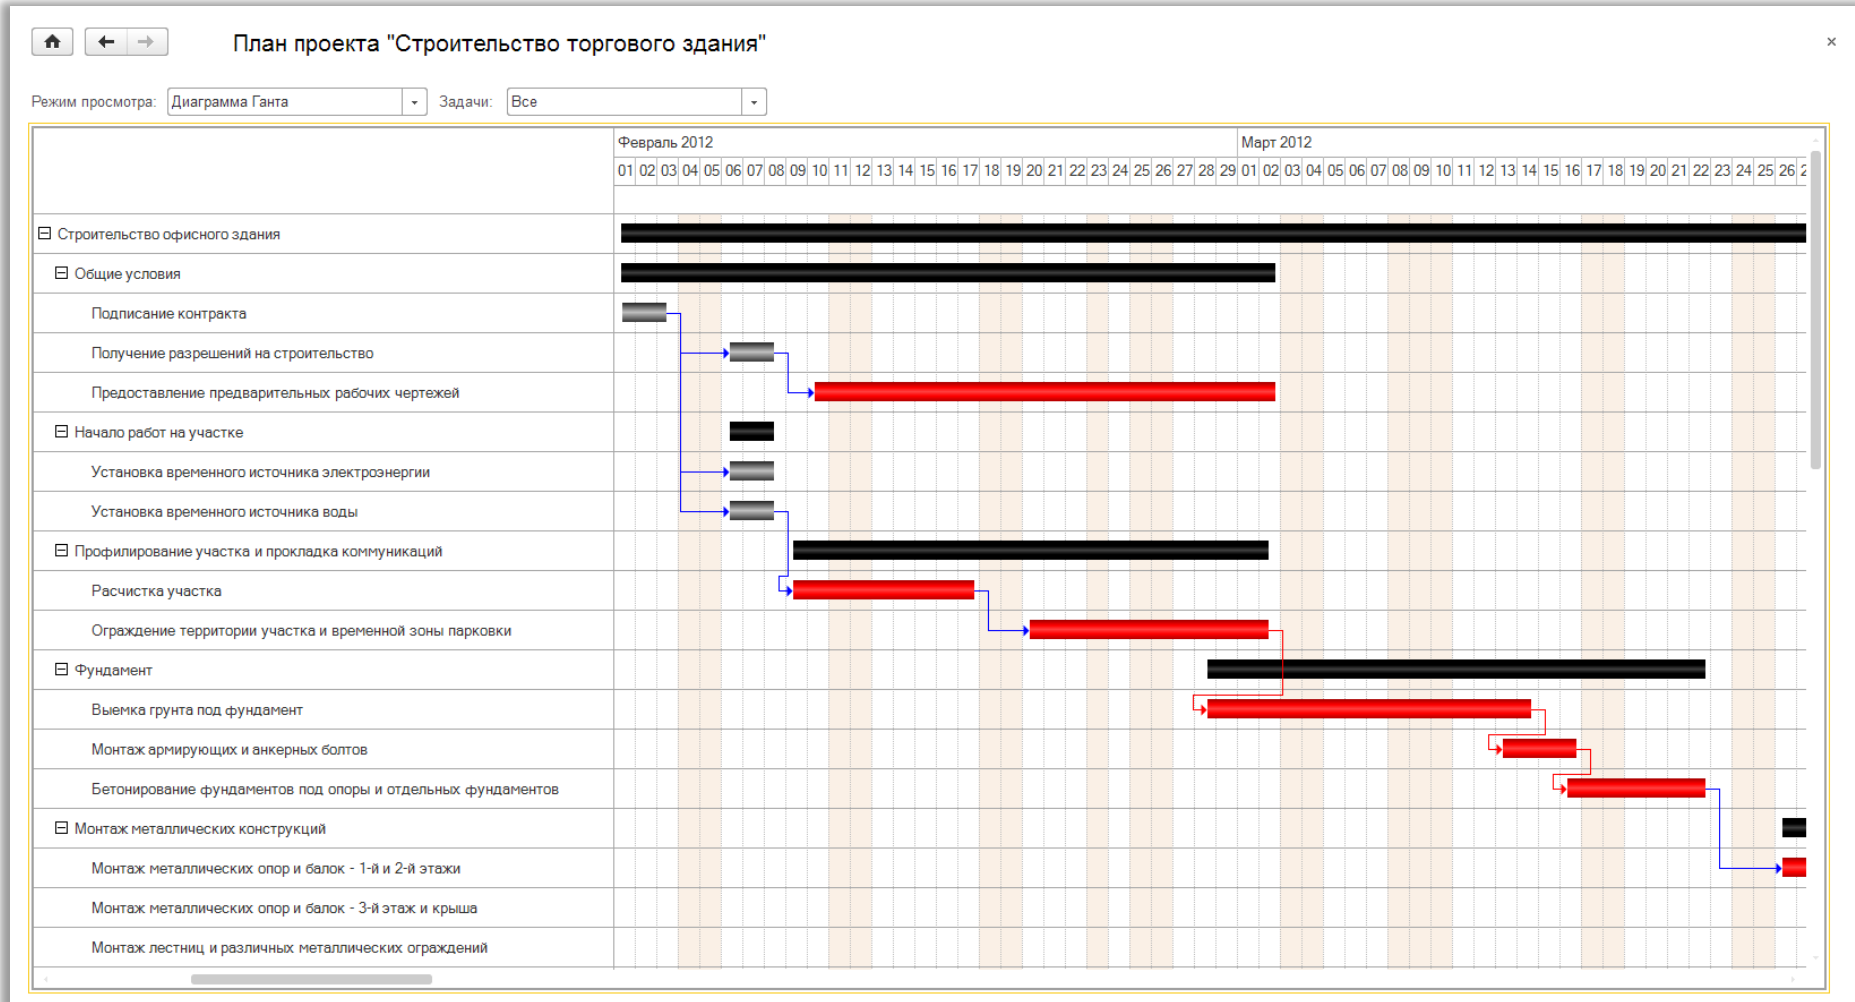 План проекта "Строительство торгового здания"
Режим просмотра: Диаграмма Ганта Задачи: Все
Февраль 2012 Март 2012
01 02 03 04 05 06 07 08 09 10 11 12 13 14 15 16 17 18 19 20 21 22 23 24 25 26 27 28 29 01 02 03 04 05 06 07 08 09 10 11 12 13 14 15 16 17 18 19 20 21 22 23 24 25 26 2
Строительство офисного здания
Общие условия
Подписание контракта
Получение разрешений на строительство
Предоставление предварительных рабочих чертежей
Начало работ на участке
Установка временного источника электроэнергии
Установка временного источника воды
Профилирование участка и прокладка коммуникаций
Расчистка участка
Ограждение территории участка и временной зоны парковки
Фундамент
Выемка грунта под фундамент
Монтаж армирующих и анкерных болтов
Бетонирование фундаментов под опоры и отдельных фундаментов
Монтаж металлических конструкций
Монтаж металлических опор и балок - 1-й и 2-й этажи
Монтаж металлических опор и балок - 3-й этаж и крыша
Монтаж лестниц и различных металлических ограждений